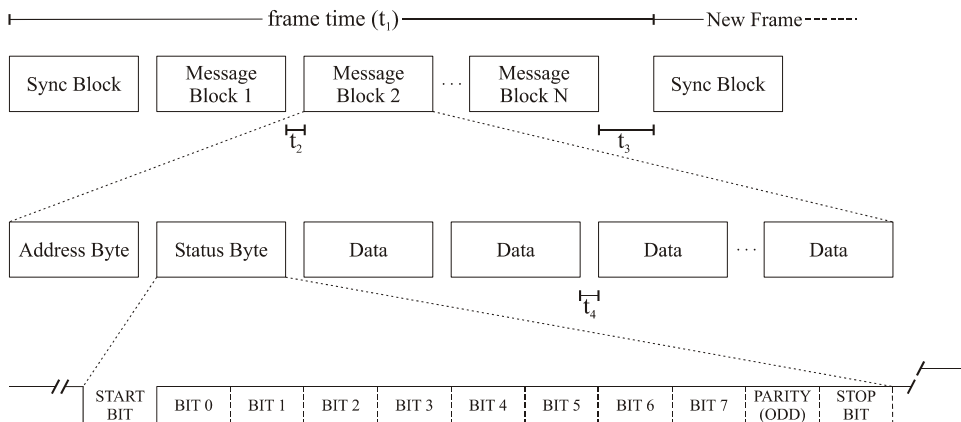 frame time (t1)
New Frame
Sync Block
Message
Block 1
Message
Block 2
...
Message
Block N
Sync Block
t2
t3
Address Byte
Status Byte
Data
Data
Data
...
Data
t4
START
BIT
BIT 0
BIT 1
BIT 2
BIT 3
BIT 4
BIT 5
BIT 6
BIT 7
PARITY
(ODD)
STOP
BIT